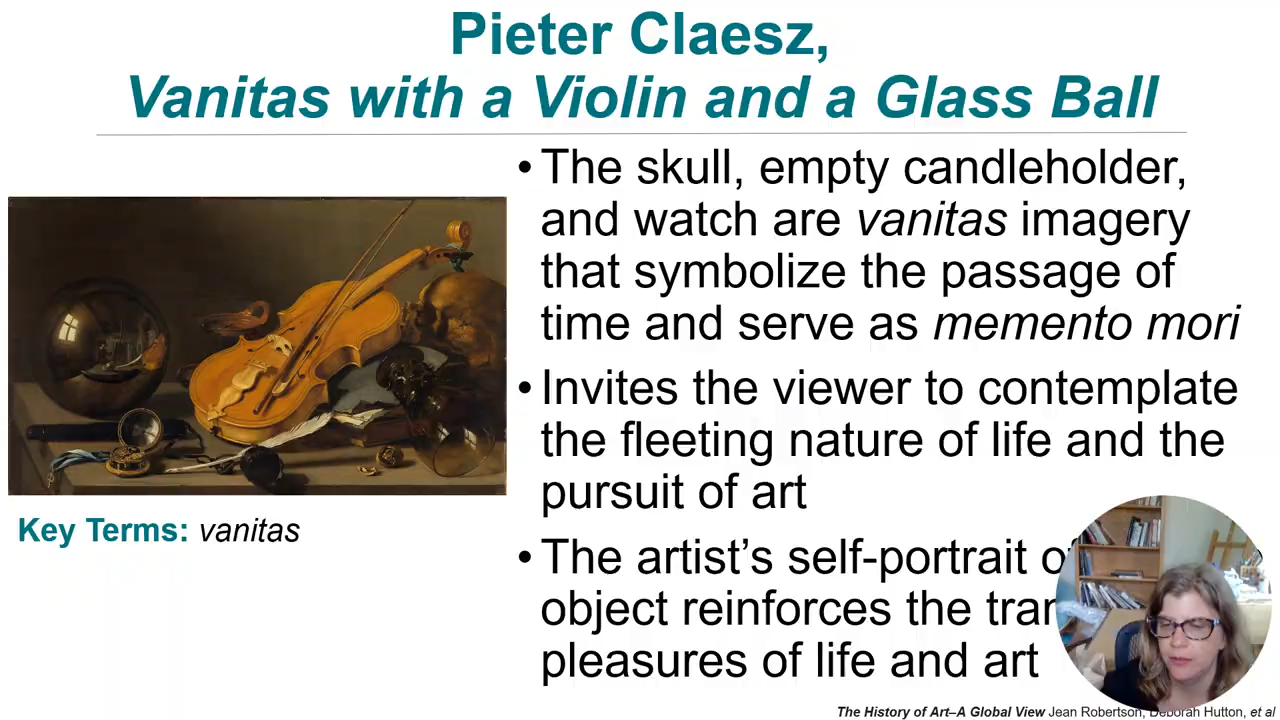 Pieter Claesz,
Vanitas with a Violin and a Glass Ball
• The skull, empty candleholder,
and watch are vanitas imagery
that symbolize the passage of
time and serve as memento mori
• Invites the viewer to contemplate
the fleeting nature of life and the
pursuit of art
• The artist's self-portrait
object reinforces the
pleasures of life and art
Key Terms: vanitas
The History of Art–A Global View Jean Robertson, Deborah Hutton, et al